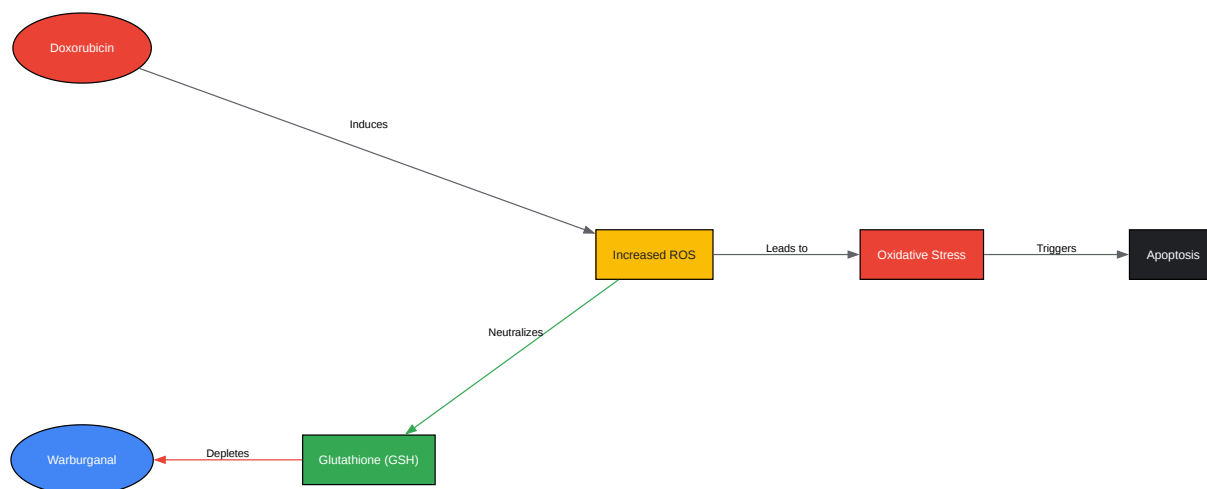 Doxorubicin
Induces
Increased ROS
Leads to
Oxidative Stress
Triggers
Apoptosis
Neutralizes
Warburganal
Depletes
Glutathione (GSH)